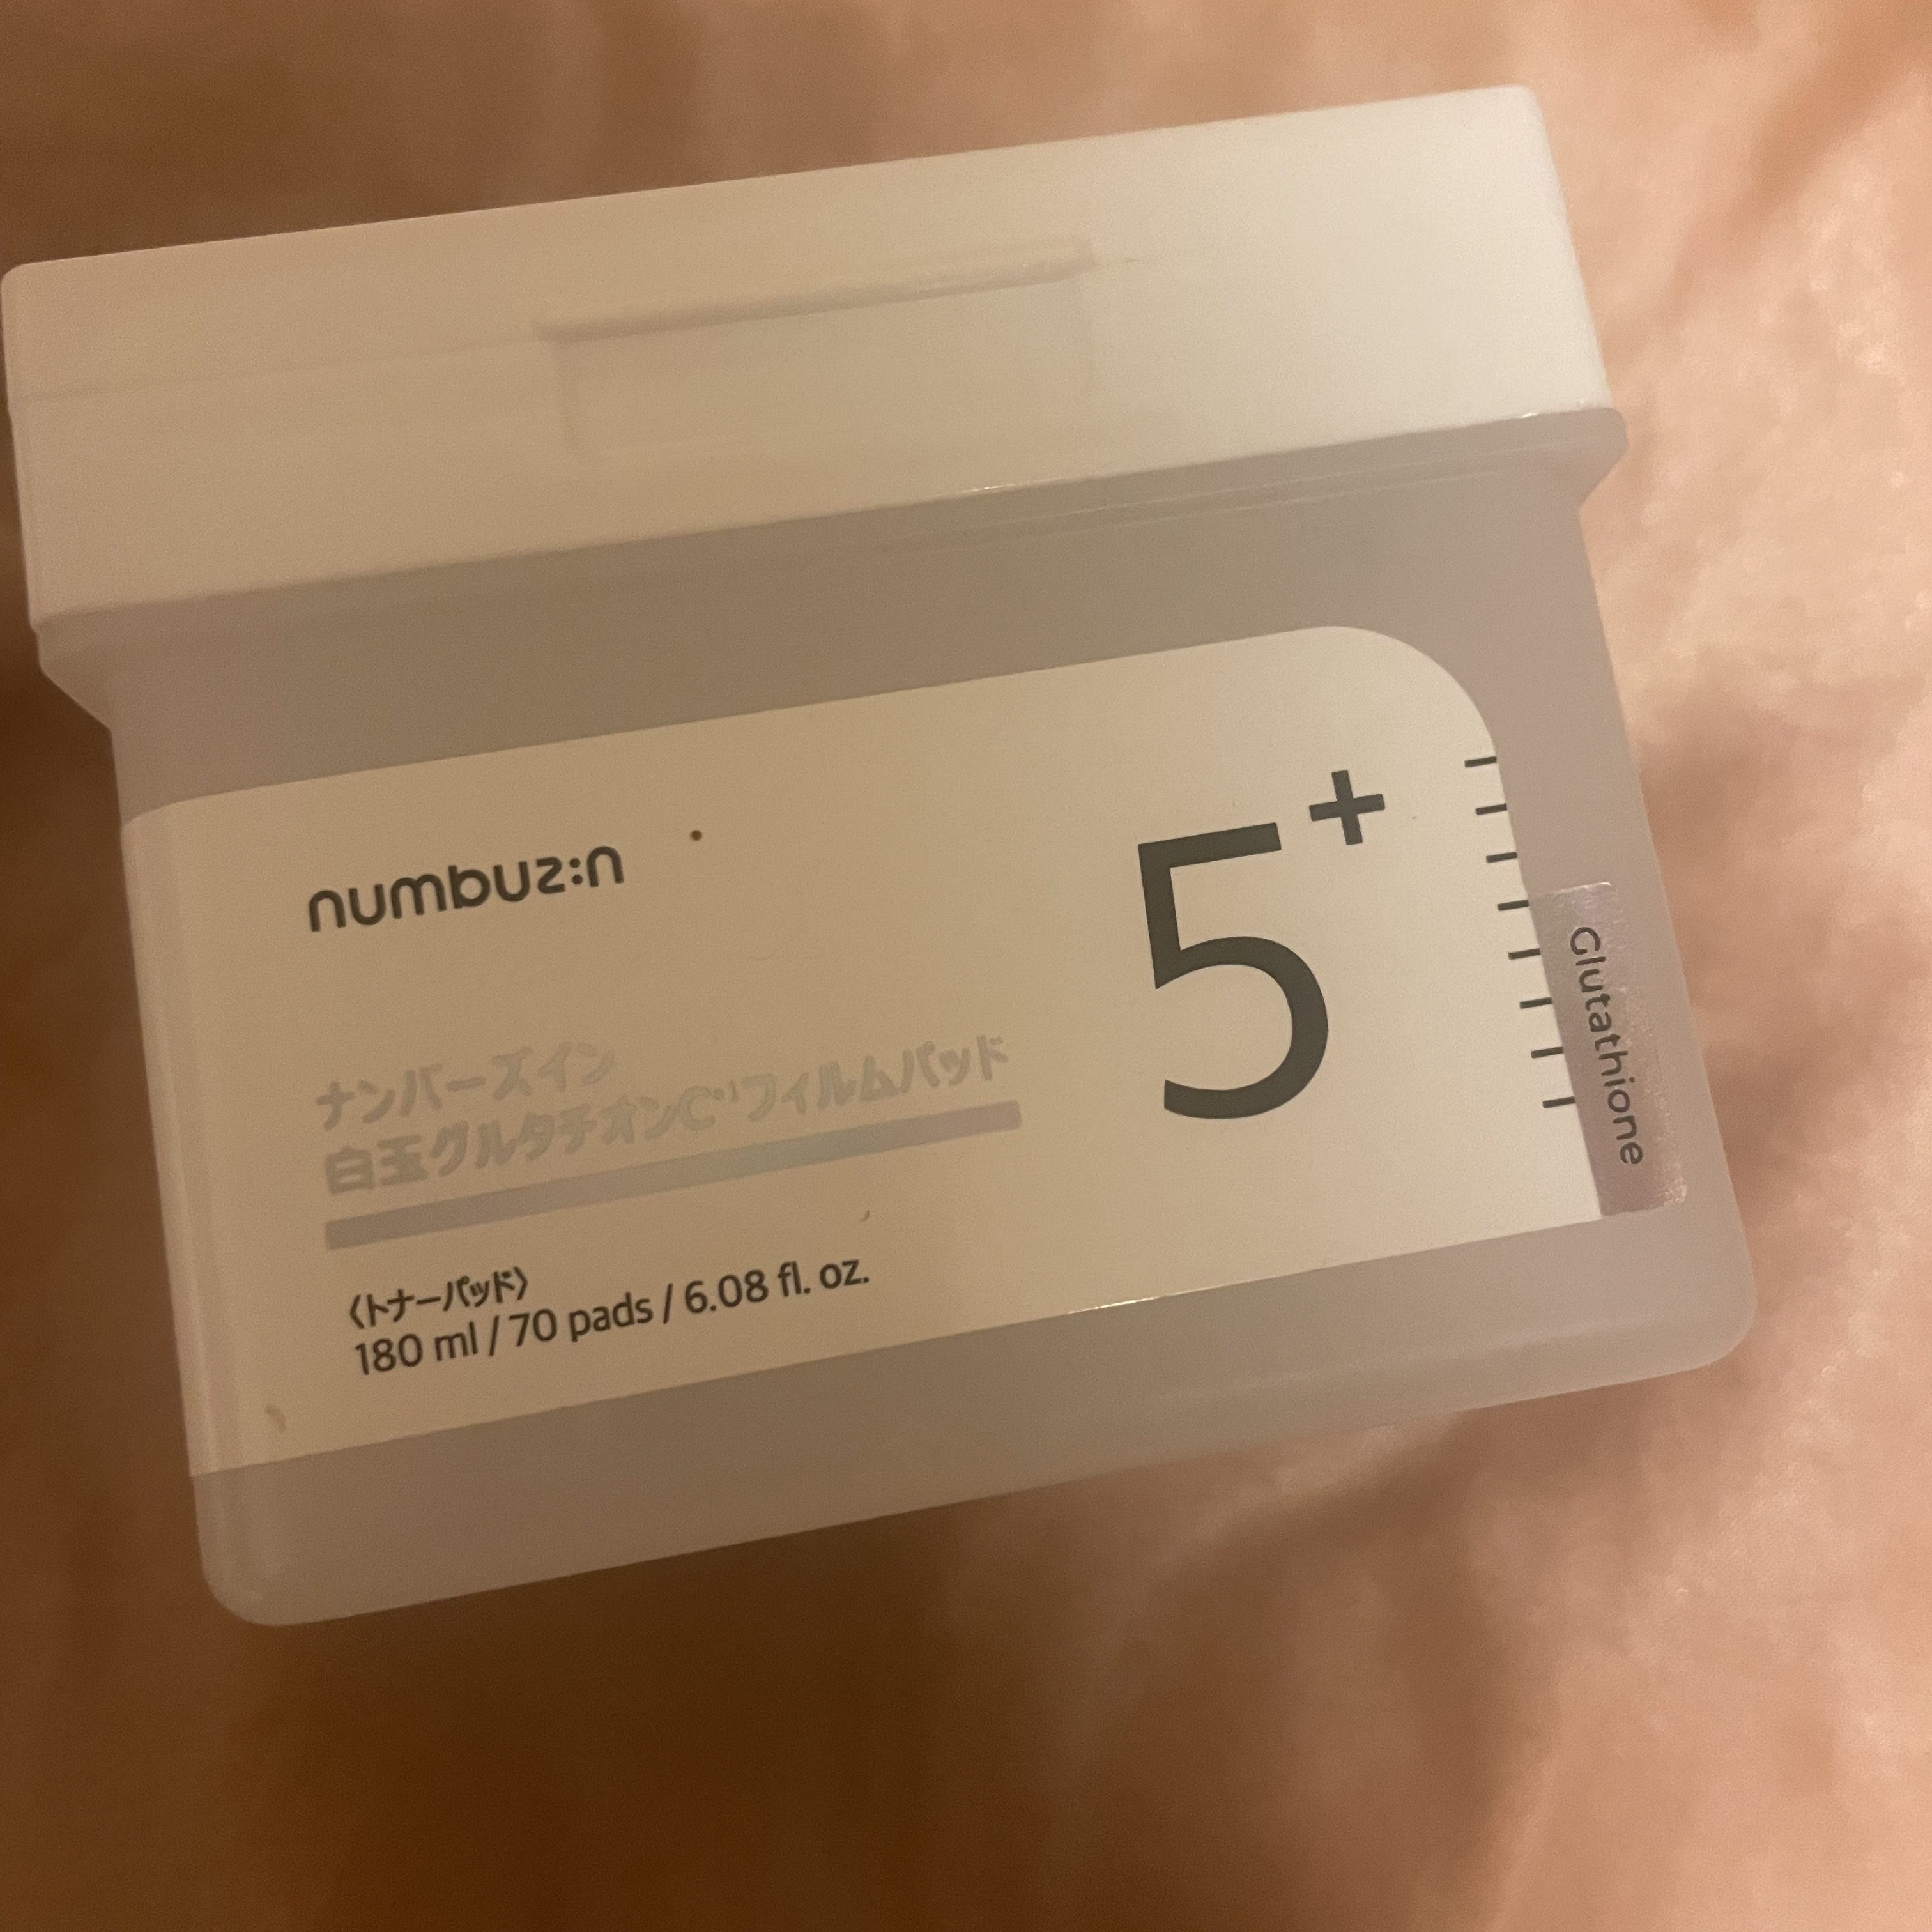 numbuz:n
5+
ナンバーズイン
白玉グルタチオンC*¹フィルムパッド
〈トナーパッド〉
180 ml / 70 pads / 6.08 fl. oz.
Glutathione